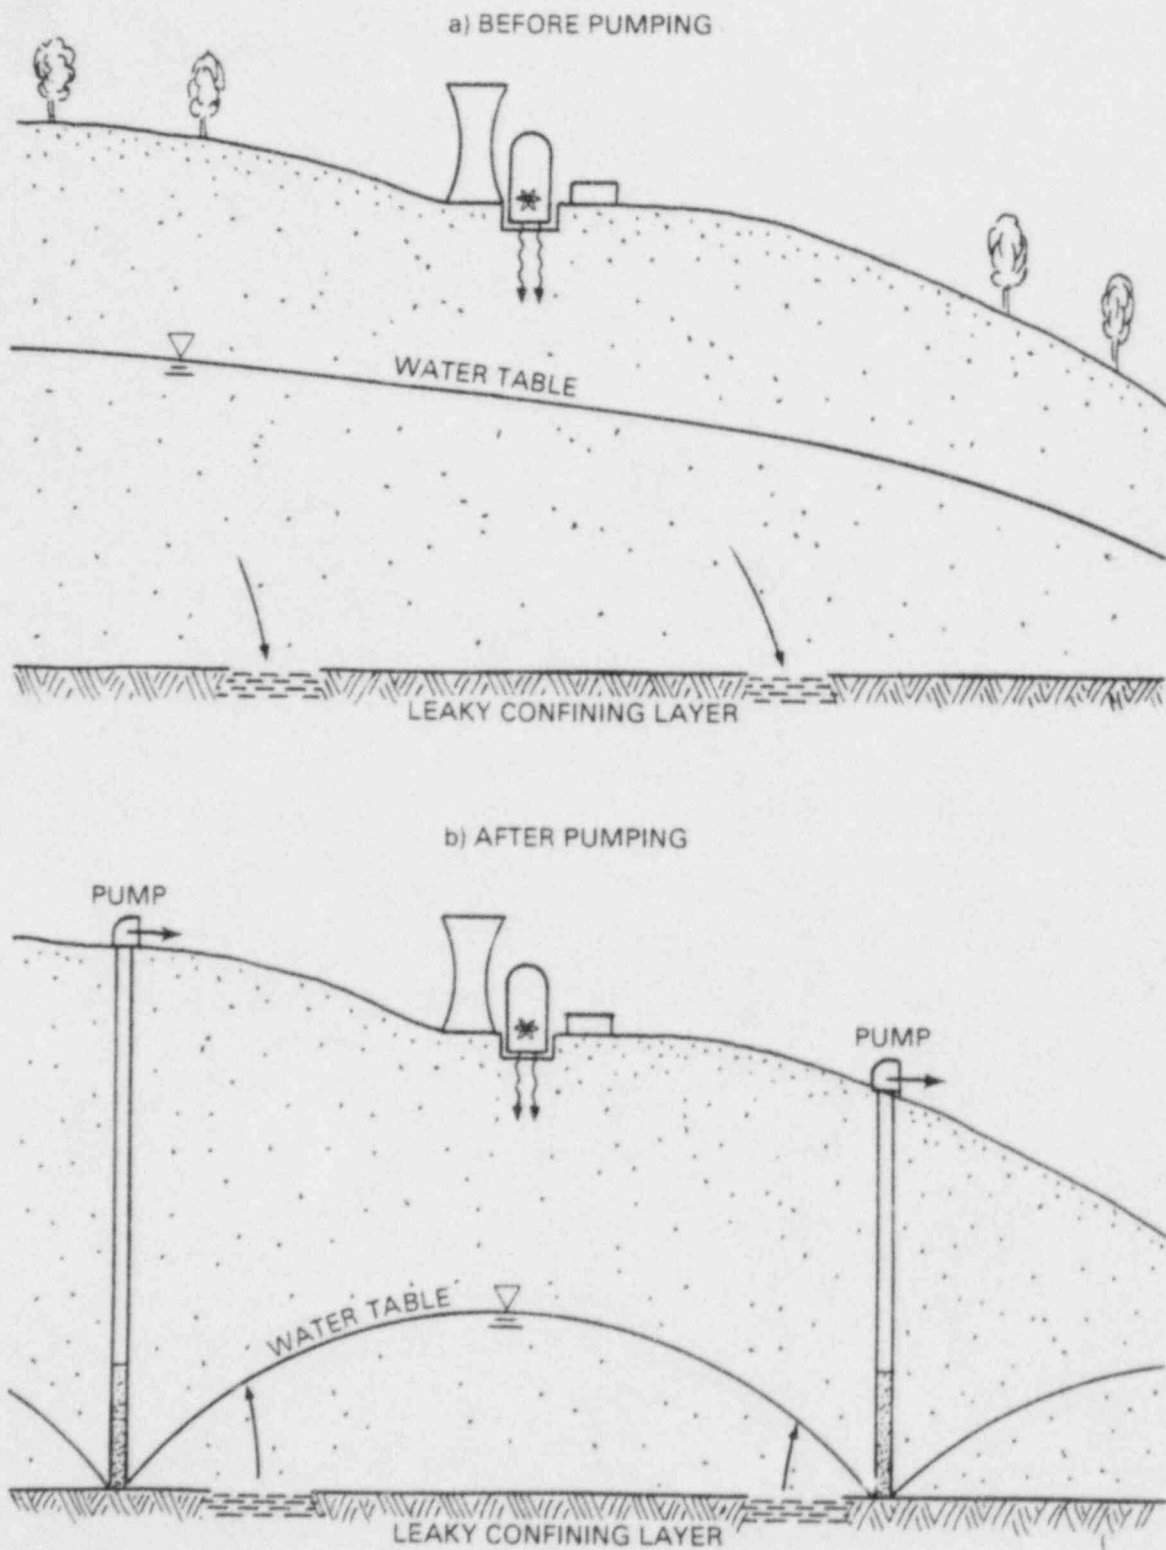 a) BEFORE PUMPING
WATER TABLE
LEAKY CONFINING LAYER
b) AFTER PUMPING
PUMP
PUMP
WATER TABLE
LEAKY CONFINING LAYER